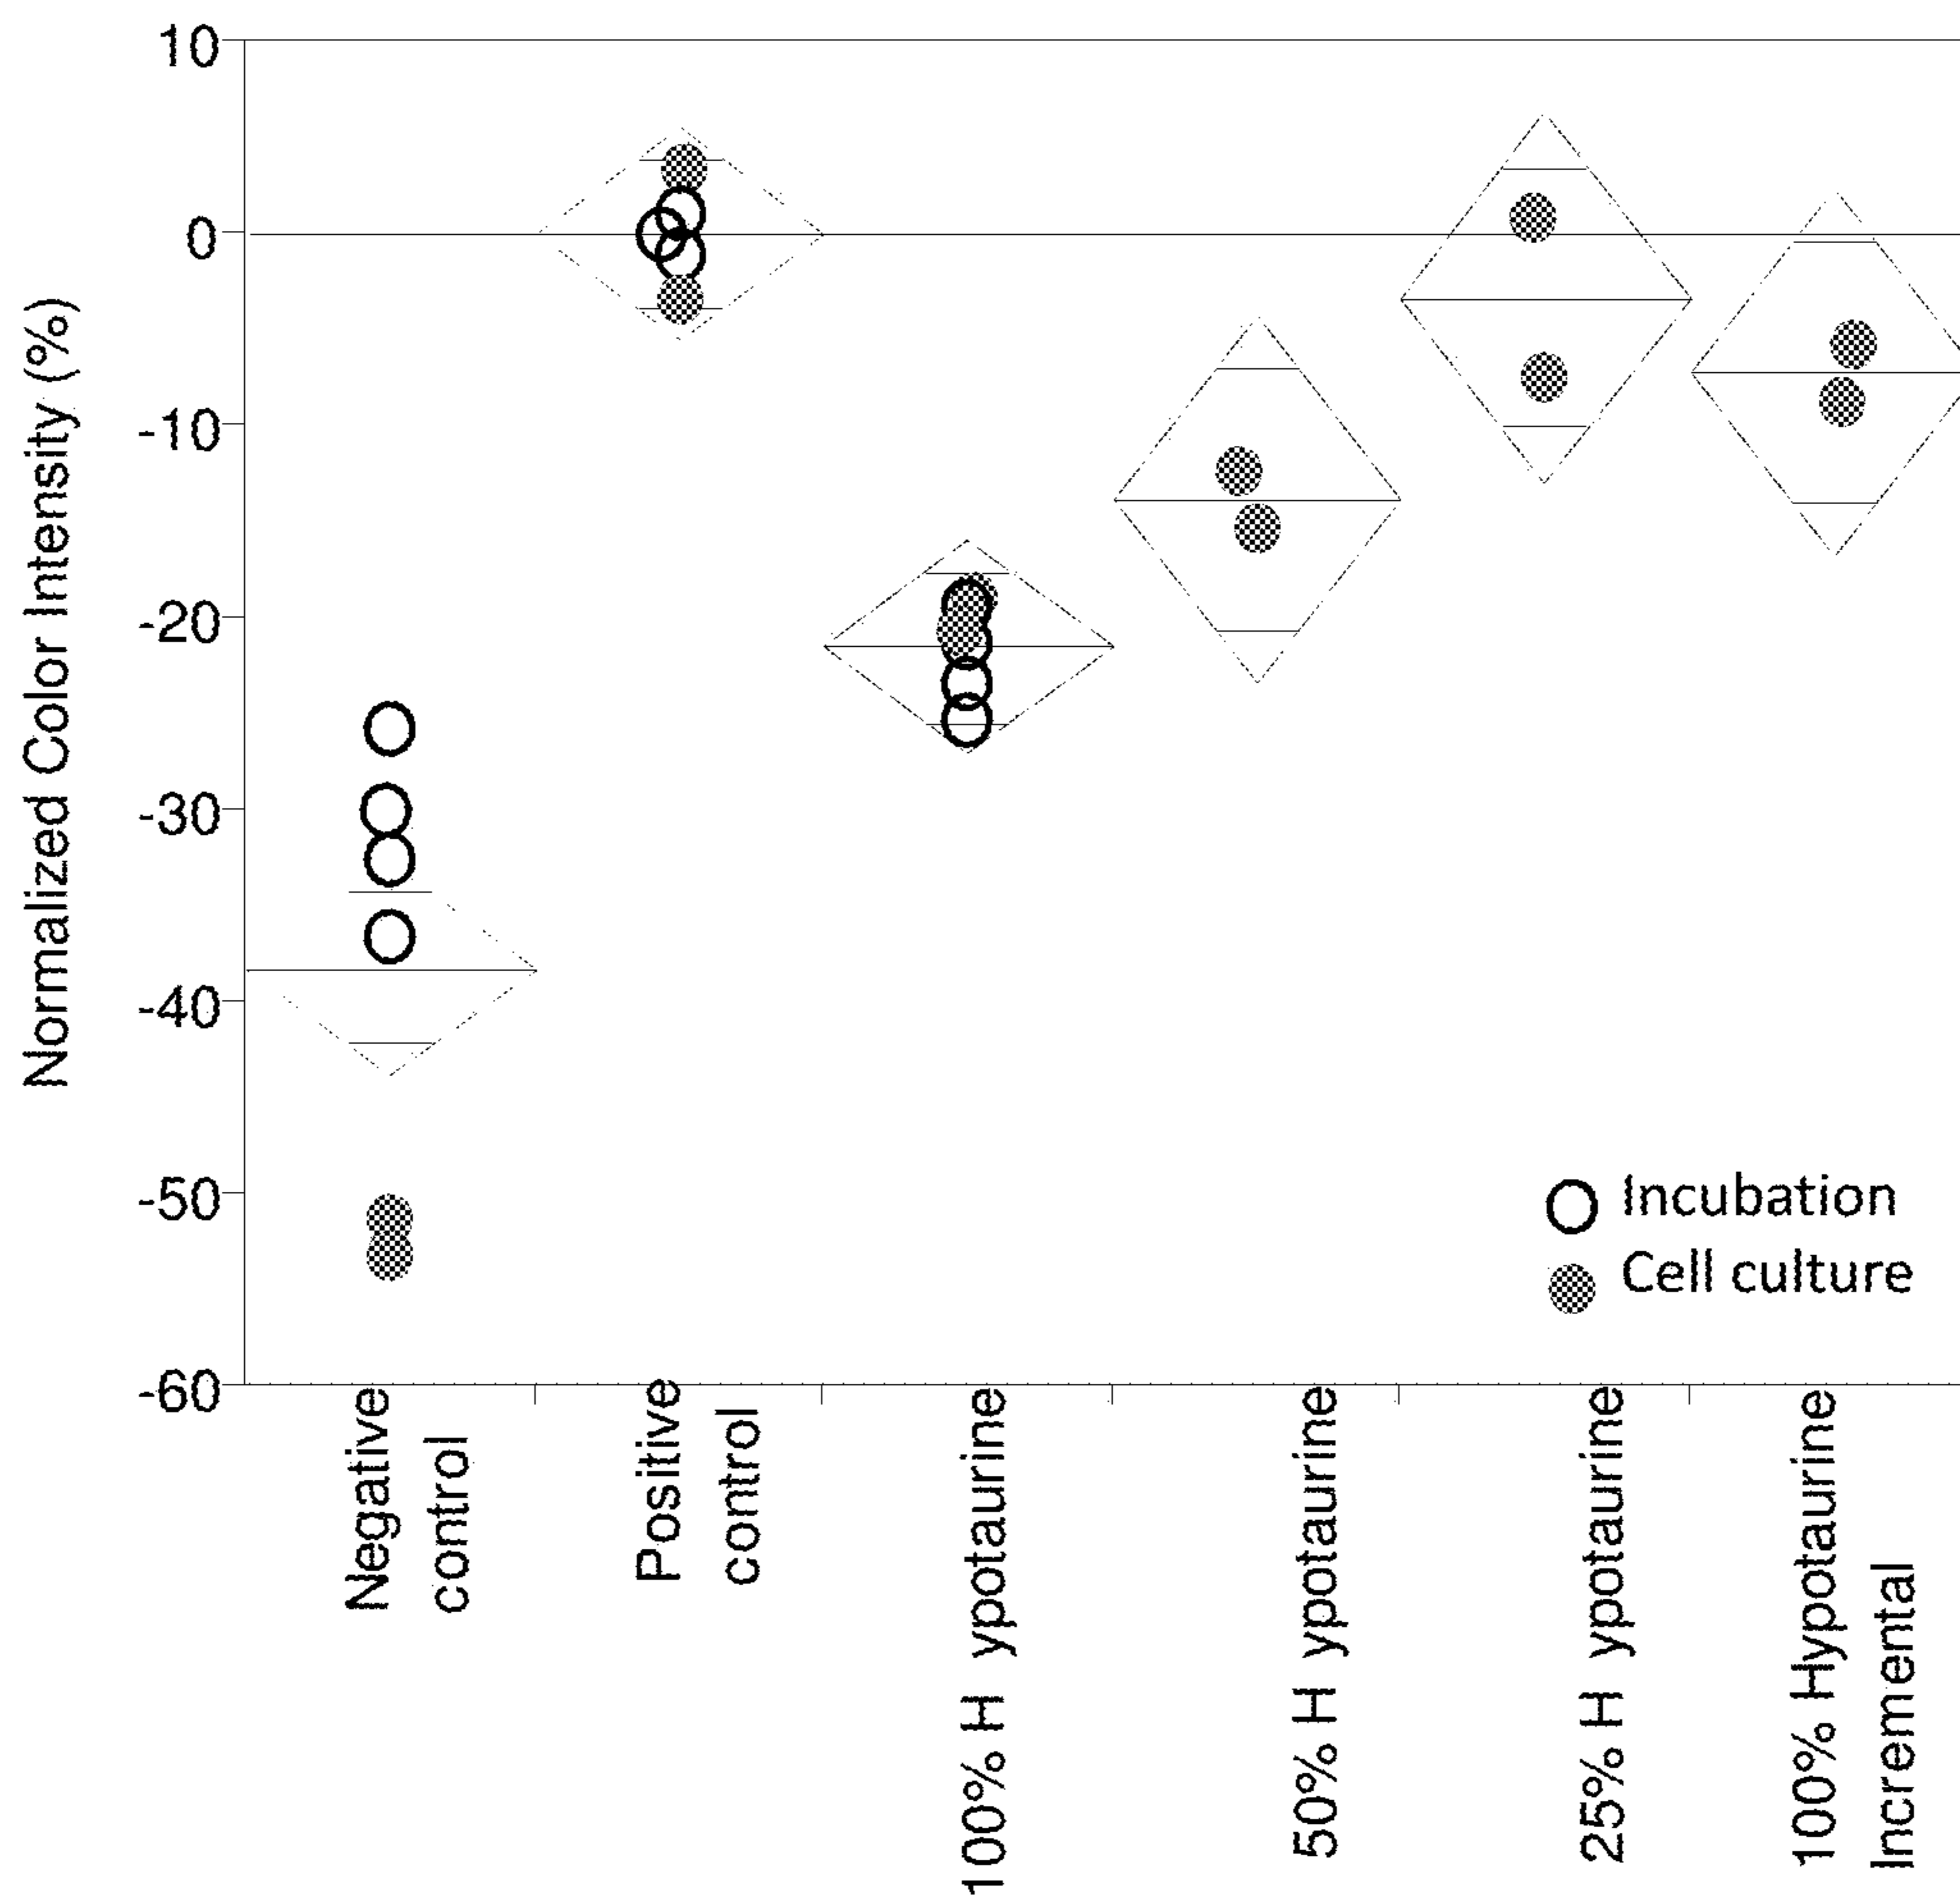 Normalized Color Intensity (%)
10
0
-10
-20
-30
-40
-50
-60
Incubation
Cell culture
Negative
control
Positive
control
100% H ypotaurine
50% H ypotaurine
25% H ypotaurine
100% Hypotaurine
Incremental